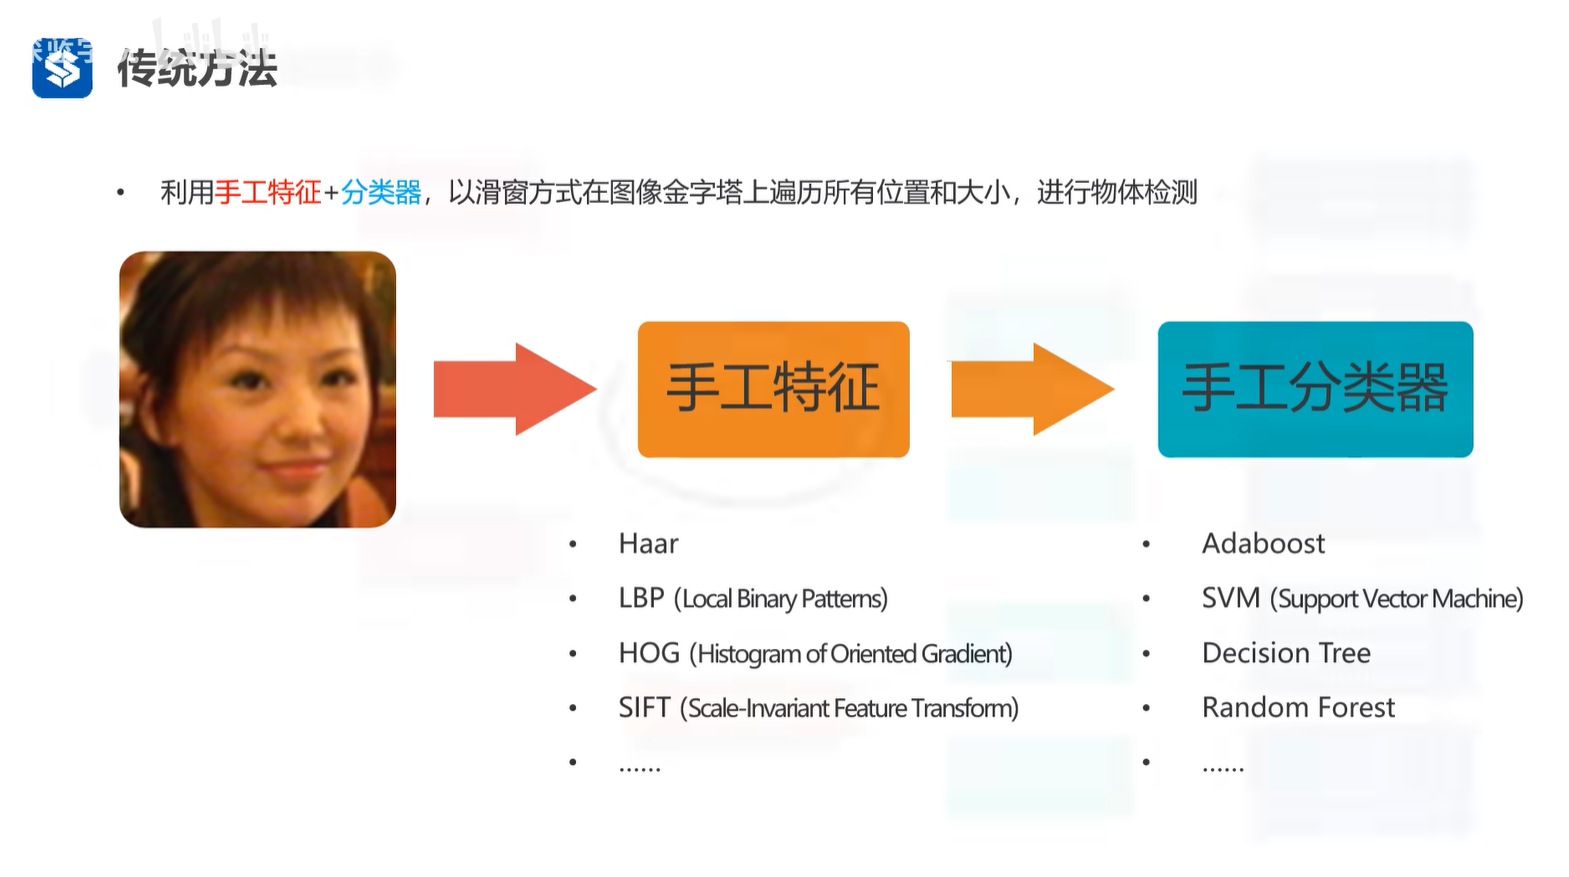 传统方法
• 利用手工特征+分类器，以滑窗方式在图像金字塔上遍历所有位置和大小，进行物体检测
手工特征
手工分类器
• Haar
• LBP (Local Binary Patterns)
• HOG (Histogram of Oriented Gradient)
• SIFT (Scale-Invariant Feature Transform)
• ......
• Adaboost
• SVM (Support Vector Machine)
• Decision Tree
• Random Forest
• ......